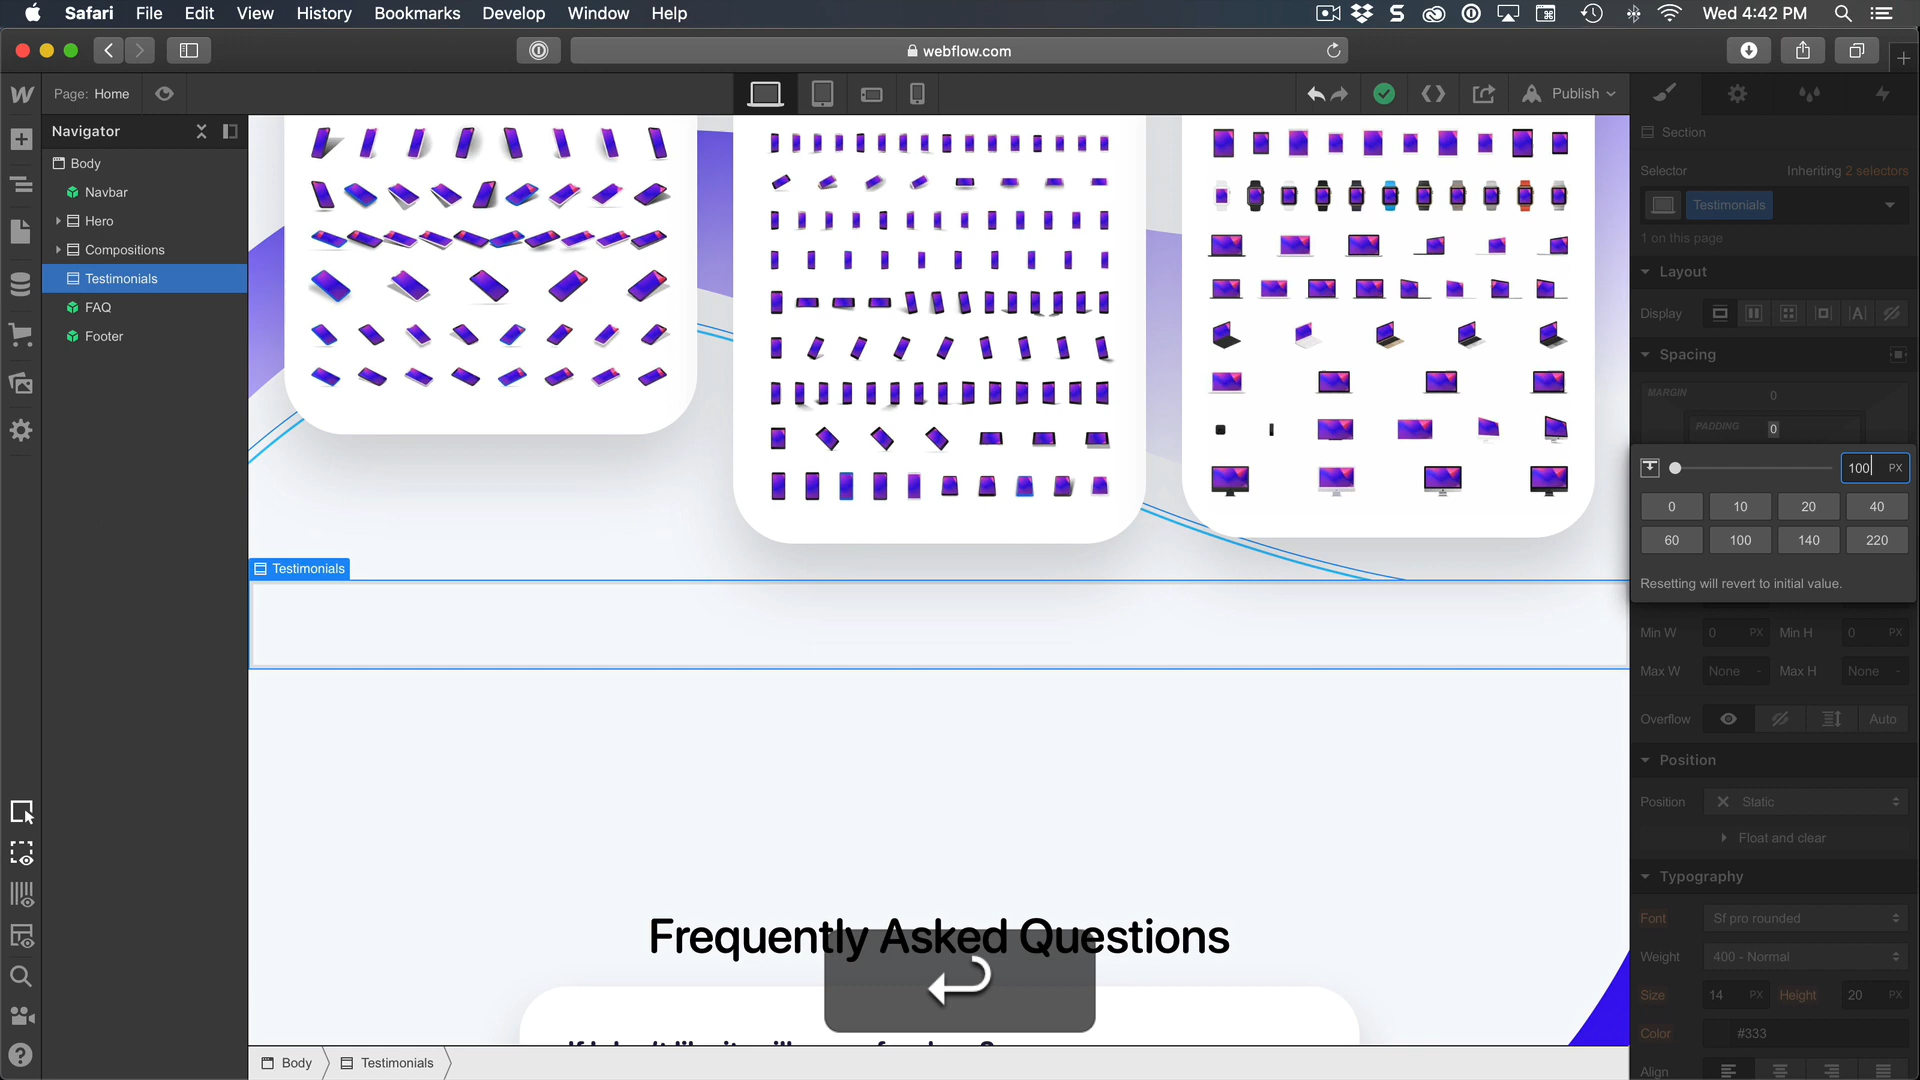 Safari File Edit View History Bookmarks Develop Window Help
Wed 4:42 PM
webflow.com
Page: Home
Publish
Navigator
Body
Navbar
Hero
Compositions
Testimonials
FAQ
Footer
Testimonials
Frequently Asked Questions
Body
Testimonials
Section
Selector
Inheriting 2 selectors
Testimonials
1 on this page
Layout
Display
Spacing
MARGIN
0
PADDING
0
100 PX
0 10 20 40
60 100 140 220
Resetting will revert to initial value.
Min W 0 PX Min H 0 PX
Max W None - Max H None -
Overflow Auto
Position
Position Static
Float and clear
Typography
Font Sf pro rounded
Weight 400 - Normal
Size 14 PX Height 20 PX
Color #333
Align